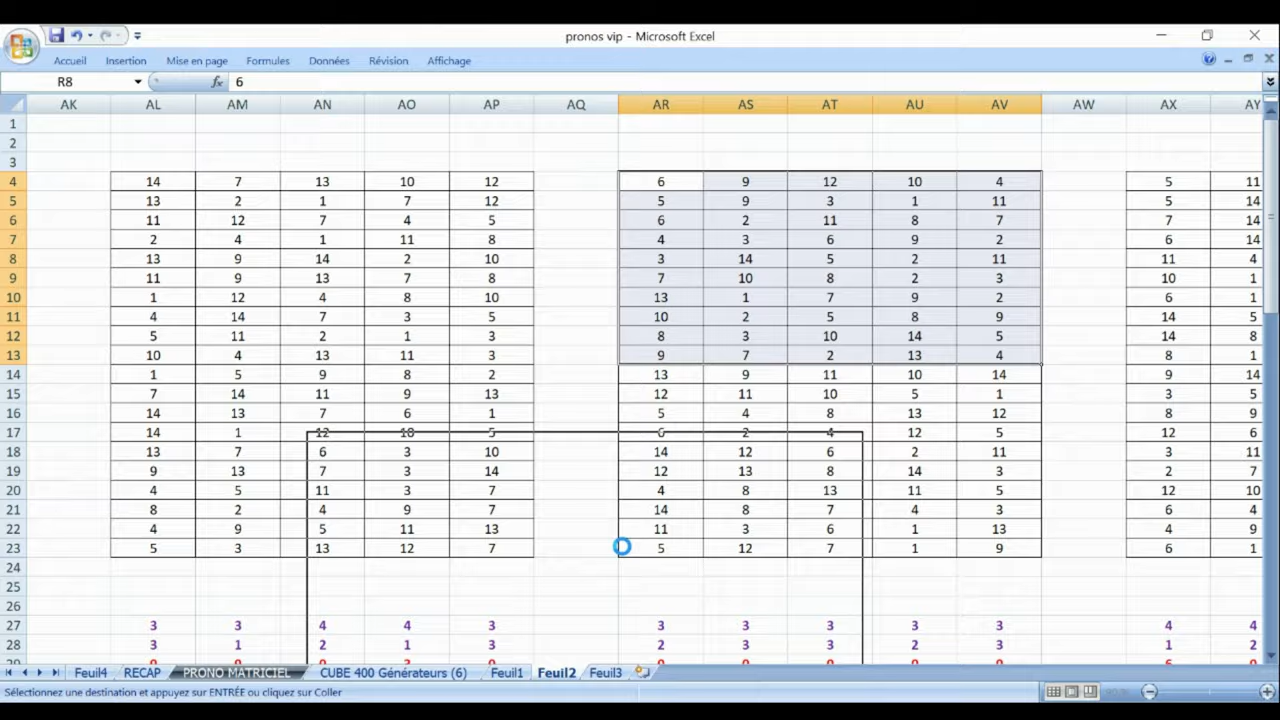 pronos vip - Microsoft Excel
Accueil Insertion Mise en page Formules Données Révision Affichage
R8 fx 6
AK AL AM AN AO AP AQ AR AS AT AU AV AW AX AY
1
2
3
4 14 7 13 10 12 6 9 12 10 4 5 11
5 13 2 1 7 12 5 9 3 1 11 5 14
6 11 12 7 4 5 6 2 11 8 7 7 14
7 2 4 1 11 8 4 3 6 9 2 6 14
8 13 9 14 2 10 3 14 5 2 11 11 4
9 11 9 13 7 8 7 10 8 2 3 10 1
10 1 12 4 8 10 13 1 7 9 2 6 1
11 4 14 7 3 5 10 2 5 8 9 14 5
12 5 11 2 1 3 8 3 10 14 5 14 8
13 10 4 13 11 3 9 7 2 13 4 8 1
14 1 5 9 8 2 13 9 11 10 14 9 14
15 7 14 11 9 13 12 11 10 5 1 3 5
16 14 13 7 6 1 5 4 8 13 12 8 9
17 14 1 12 10 5 6 2 4 12 5 12 6
18 13 7 6 3 10 14 12 6 2 11 3 11
19 9 13 7 3 14 12 13 8 14 3 2 7
20 4 5 11 3 7 4 8 13 11 5 12 10
21 8 2 4 9 7 14 8 7 4 3 6 4
22 4 9 5 11 13 11 3 6 1 13 4 9
23 5 3 13 12 7 5 12 7 1 9 6 1
24
25
26
27 3 3 4 4 3 3 3 3 3 3 4 4
28 3 1 2 1 3 2 3 3 2 3 1 2
Feuil4 RECAP PRONO MATRICIEL CUBE 400 Générateurs (6) Feuil1 Feuil2 Feuil3
Sélectionnez une destination et appuyez sur ENTRÉE ou cliquez sur Coller